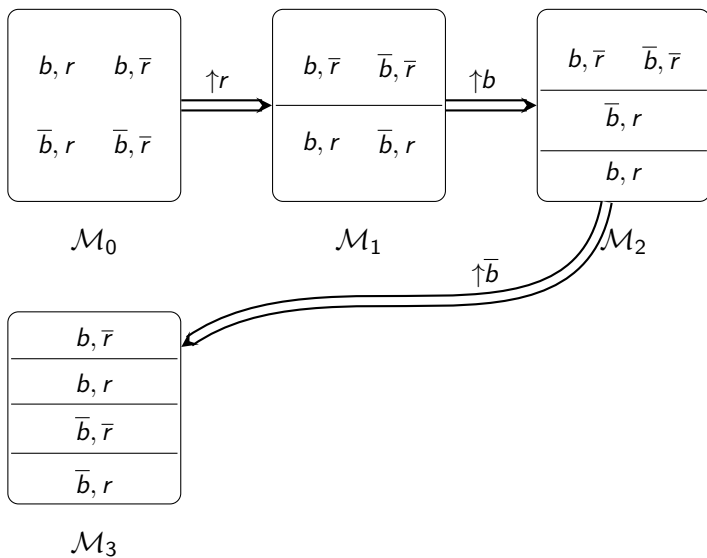 b, r b, r̅ ↑r b, r̅ b̅, r̅ ↑b b, r̅ b̅, r̅
b̅, r b̅, r̅ b, r b̅, r b̅, r
b, r
ℳ₀ ℳ₁ ℳ₂
↑b̅
b, r̅
b, r
b̅, r̅
b̅, r
ℳ₃